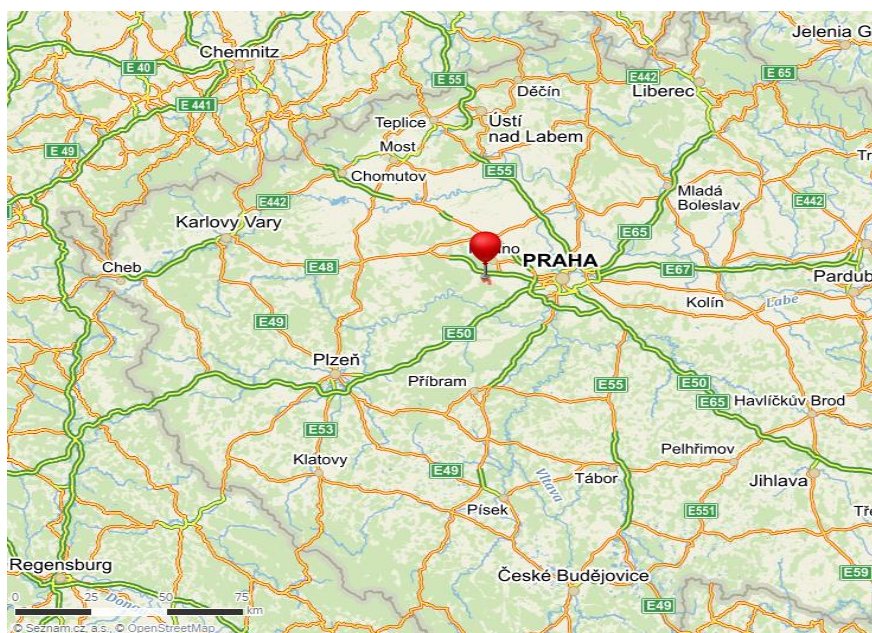 Jelenia G
Chemnitz
E 40
E 55
E442
E 65
Děčín
Liberec
E 441
Teplice
Ústí
nad Labem
E 49
Most
Chomutov
E55
Mladá
Boleslav
E442
E442
Karlovy Vary
E65
PRAHA
Cheb
E48
E67
Pardub
Kolín
Labe
E49
E50
Plzeň
Příbram
E55
E50
E65
Havlíčkův Brod
E53
Klatovy
E49
Pelhřimov
Vltava
Tábor
Jihlava
Písek
E551
Tře
Regensburg
České Budějovice
E59
E49
0 25 50 75
km
© Seznam.cz, a.s., © OpenStreetMap